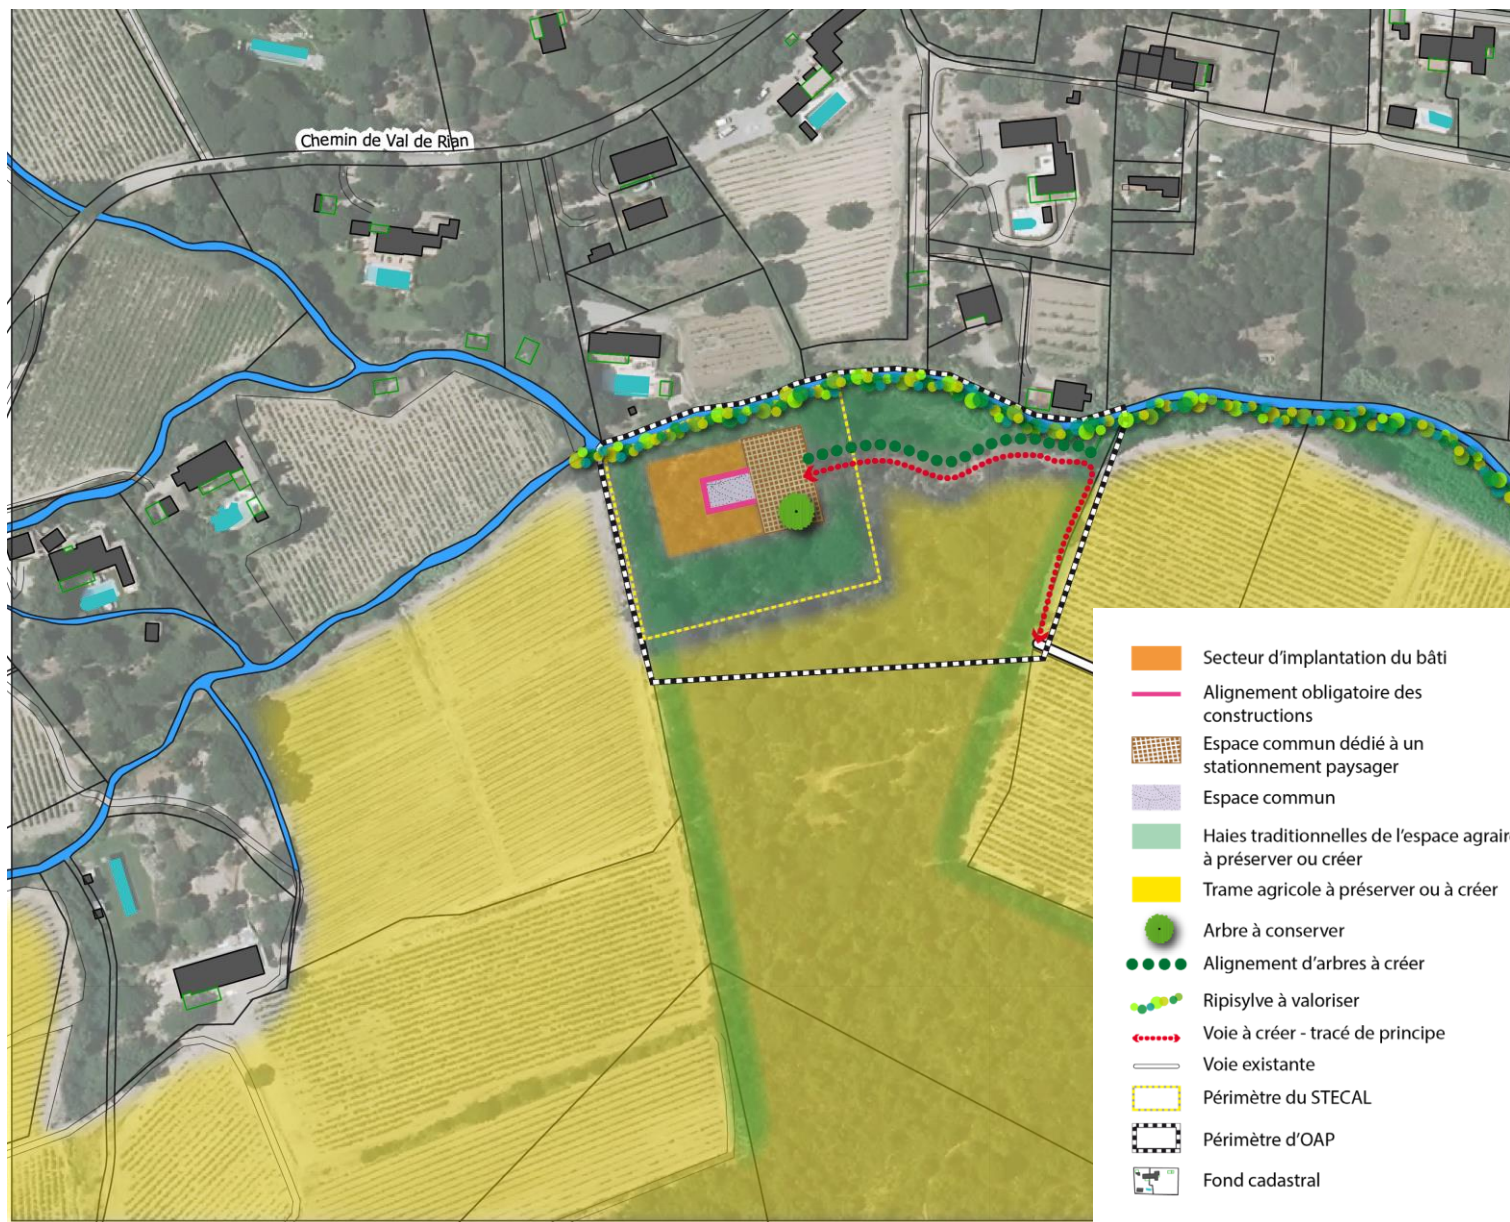 Chemin de Val de Rian
Secteur d'implantation du bâti
Alignement obligatoire des
constructions
Espace commun dédié à un
stationnement paysager
Espace commun
Haies traditionnelles de l'espace agraire
à préserver ou créer
Trame agricole à préserver ou à créer
Arbre à conserver
Alignement d'arbres à créer
Ripisylve à valoriser
Voie à créer - tracé de principe
Voie existante
Périmètre du STECAL
Périmètre d'OAP
Fond cadastral